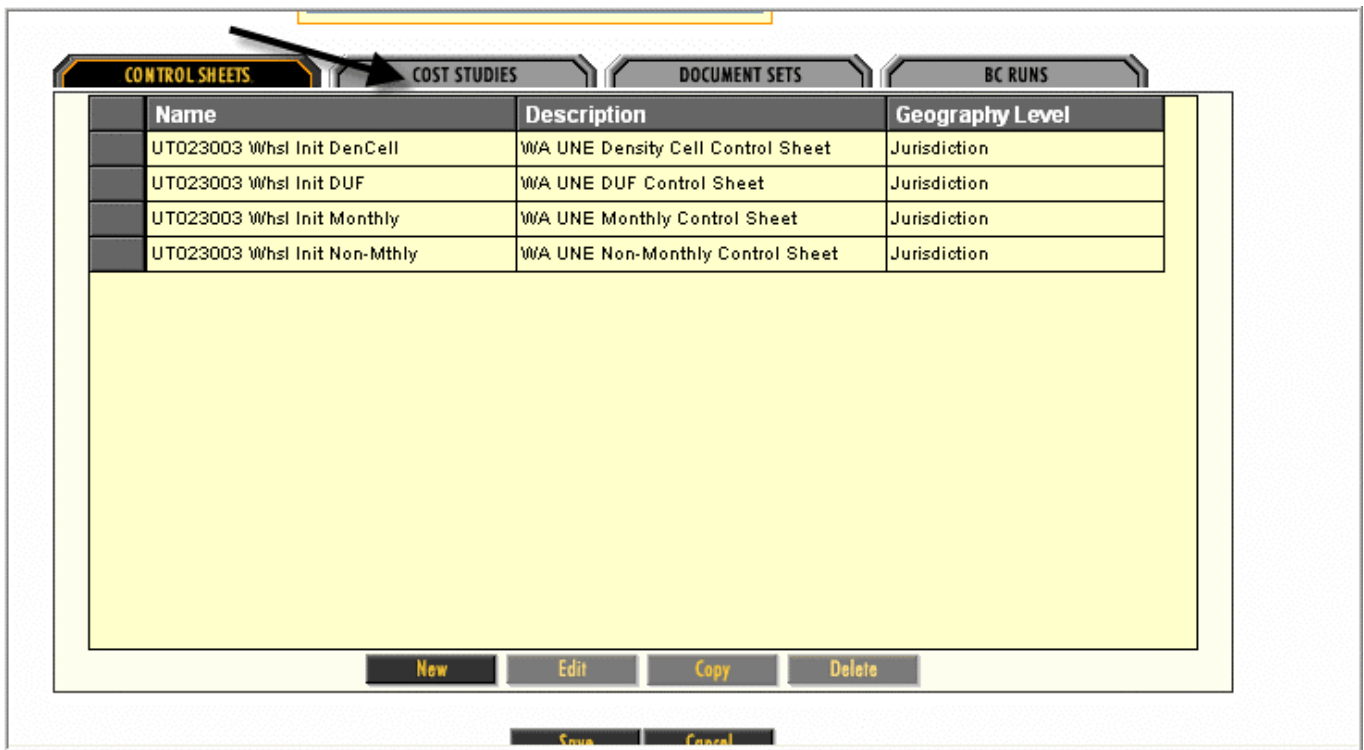 CONTROL SHEETS COST STUDIES DOCUMENT SETS BC RUNS
Name Description Geography Level
UT023003 Whsl Init DenCell WA UNE Density Cell Control Sheet Jurisdiction
UT023003 Whsl Init DUF WA UNE DUF Control Sheet Jurisdiction
UT023003 Whsl Init Monthly WA UNE Monthly Control Sheet Jurisdiction
UT023003 Whsl Init Non-Mthly WA UNE Non-Monthly Control Sheet Jurisdiction
New Edit Copy Delete
Save Cancel